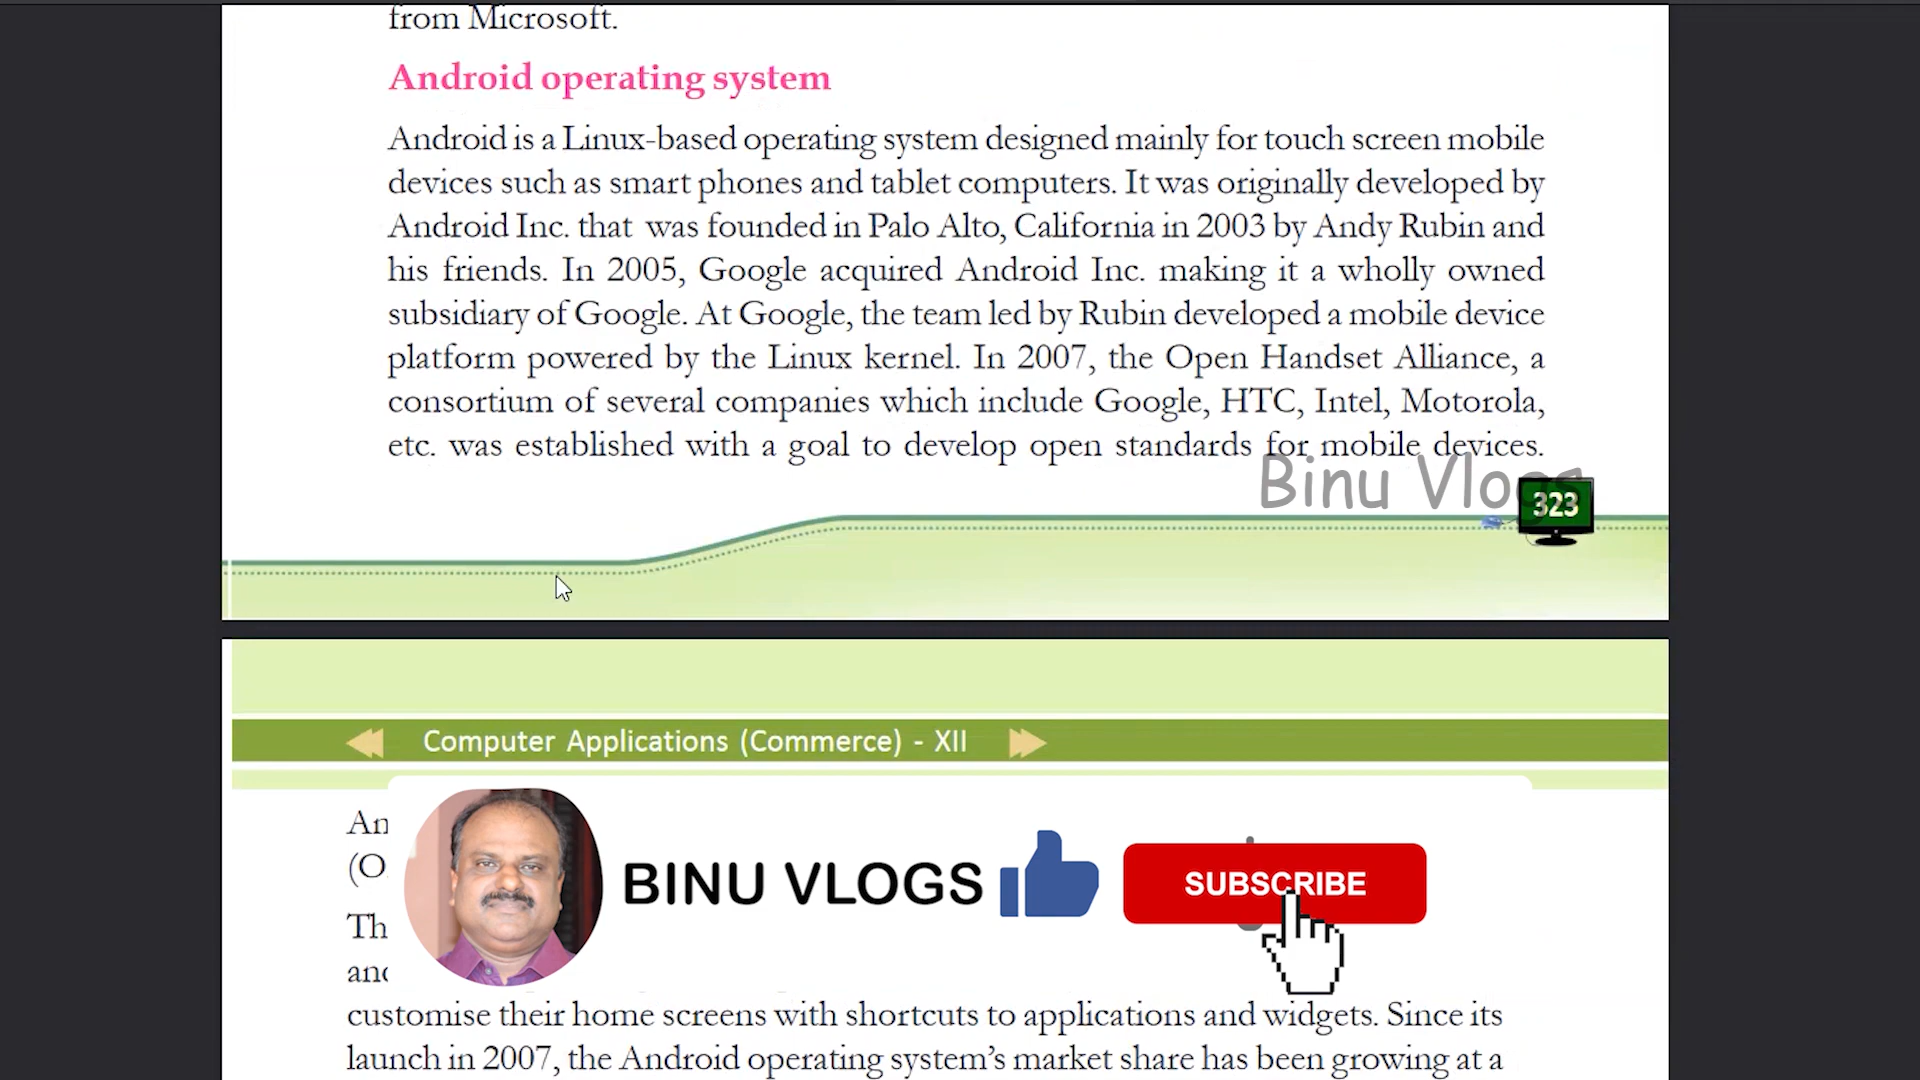 from Microsoft.
Android operating system
Android is a Linux-based operating system designed mainly for touch screen mobile
devices such as smart phones and tablet computers. It was originally developed by
Android Inc. that was founded in Palo Alto, California in 2003 by Andy Rubin and
his friends. In 2005, Google acquired Android Inc. making it a wholly owned
subsidiary of Google. At Google, the team led by Rubin developed a mobile device
platform powered by the Linux kernel. In 2007, the Open Handset Alliance, a
consortium of several companies which include Google, HTC, Intel, Motorola,
etc. was established with a goal to develop open standards for mobile devices.
Binu Vlogs
323
Computer Applications (Commerce) - XII
BINU VLOGS
SUBSCRIBE
customise their home screens with shortcuts to applications and widgets. Since its
launch in 2007, the Android operating system's market share has been growing at a